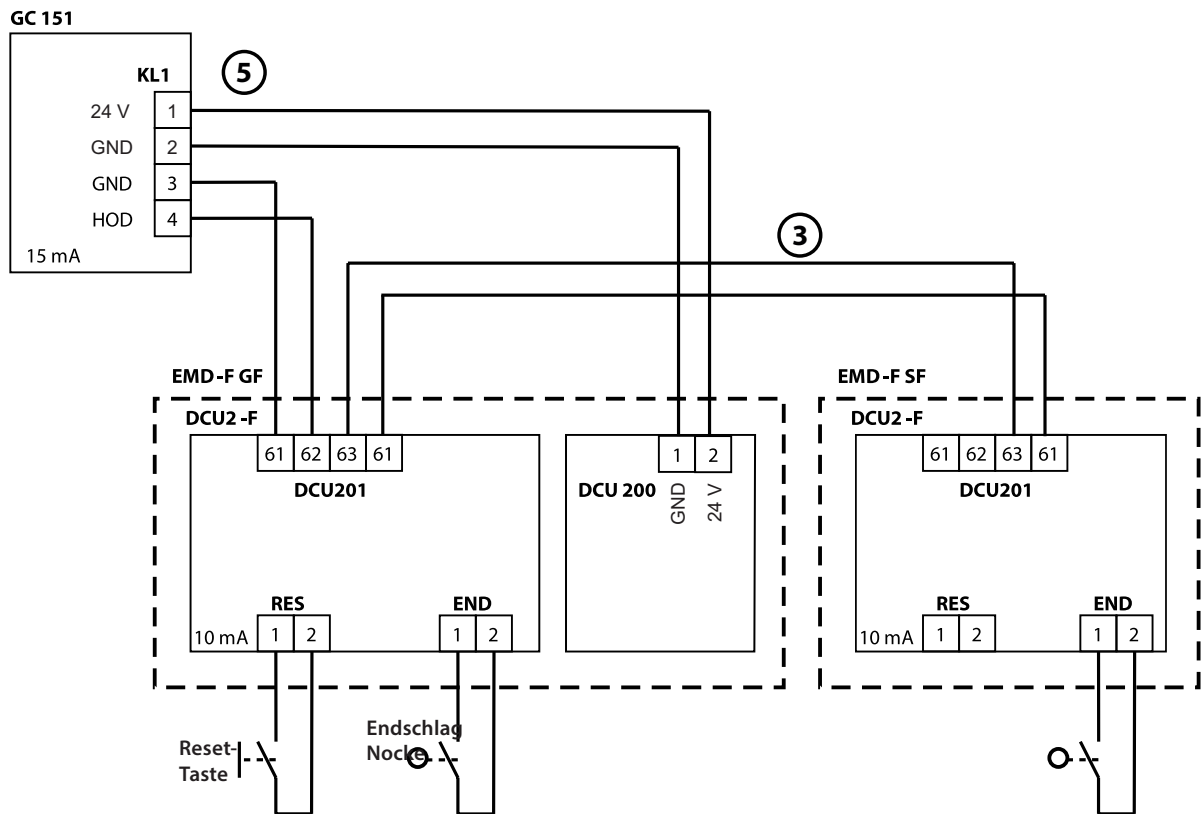 GC 151
KL1
5
24 V 1
GND 2
GND 3
HOD 4
15 mA
3
EMD-F GF
EMD-F SF
DCU2-F
DCU2-F
61 62 63 61
DCU201
1 2
DCU 200
GND
24 V
61 62 63 61
DCU201
RES
END
10 mA 1 2
1 2
RES
END
10 mA 1 2
1 2
Reset-
Taste
Endschlag
Nocke